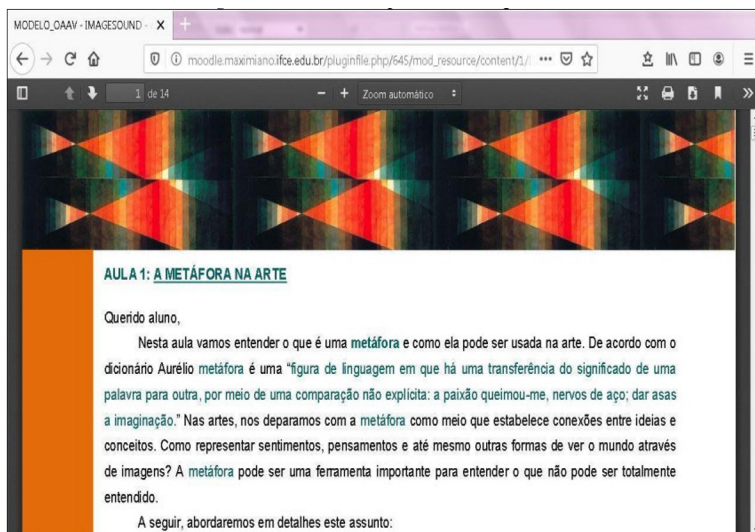 MODELO_OAAV - IMAGESOUND -
moodle.maximiano.ifce.edu.br/pluginfile.php/645/mod_resource/content/1/
1 de 14
Zoom automático
AULA 1: A METÁFORA NA ARTE
Querido aluno,
Nesta aula vamos entender o que é uma metáfora e como ela pode ser usada na arte. De acordo com o
dicionário Aurélio metáfora é uma “figura de linguagem em que há uma transferência do significado de uma
palavra para outra, por meio de uma comparação não explícita: a paixão queimou-me, nervos de aço; dar asas
a imaginação.” Nas artes, nos deparamos com a metáfora como meio que estabelece conexões entre ideias e
conceitos. Como representar sentimentos, pensamentos e até mesmo outras formas de ver o mundo através
de imagens? A metáfora pode ser uma ferramenta importante para entender o que não pode ser totalmente
entendido.
A seguir, abordaremos em detalhes este assunto: